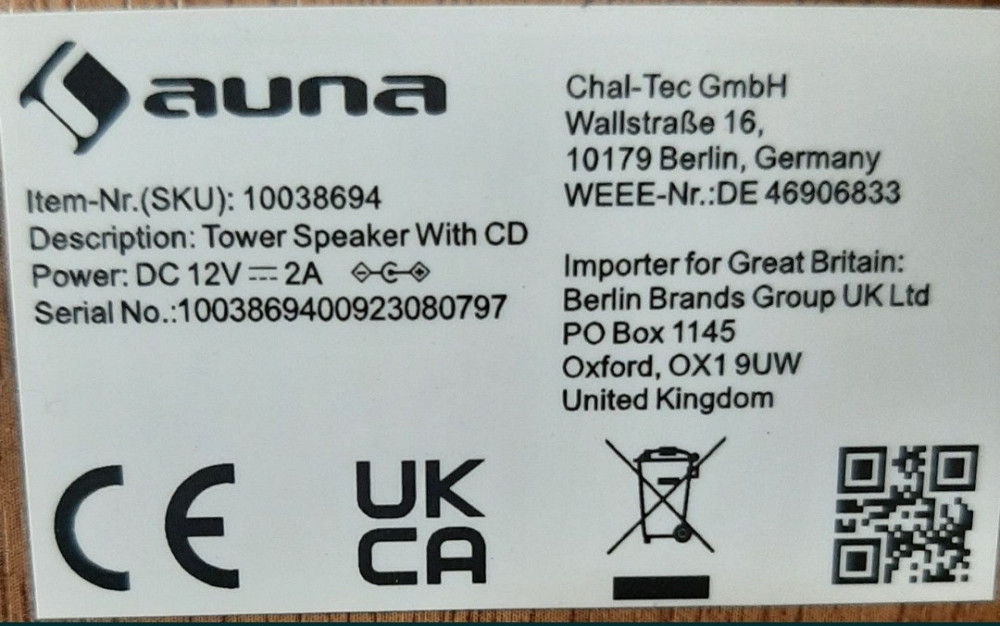 auna
Item-Nr.(SKU): 10038694
Description: Tower Speaker With CD
Power: DC 12V ⎓ 2A
Serial No.:1003869400923080797
Chal-Tec GmbH
Wallstraße 16,
10179 Berlin, Germany
WEEE-Nr.:DE 46906833
Importer for Great Britain:
Berlin Brands Group UK Ltd
PO Box 1145
Oxford, OX1 9UW
United Kingdom
CE
UK
CA